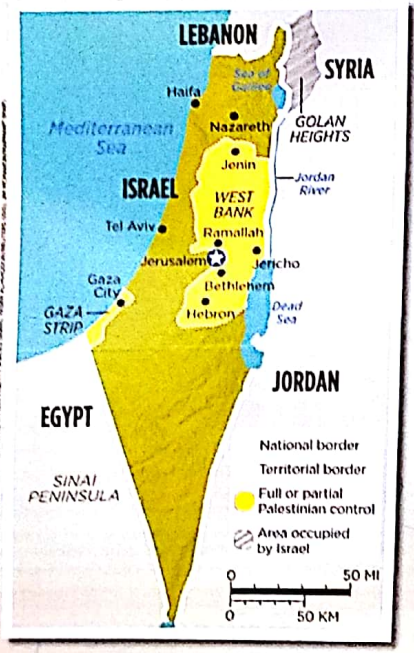 LEBANON
SYRIA
Sea of
Galilee
Haifa
Nazareth
GOLAN
HEIGHTS
Mediterranean
Sea
Jenin
Jordan
River
ISRAEL
WEST
BANK
Tel Aviv
Ramallah
Jerusalem
Jericho
Bethlehem
Gaza
City
GAZA
STRIP
Hebron
Dead
Sea
JORDAN
EGYPT
SINAI
PENINSULA
National border
Territorial border
Full or partial
Palestinian control
Area occupied
by Israel
0 50 MI
0 50 KM